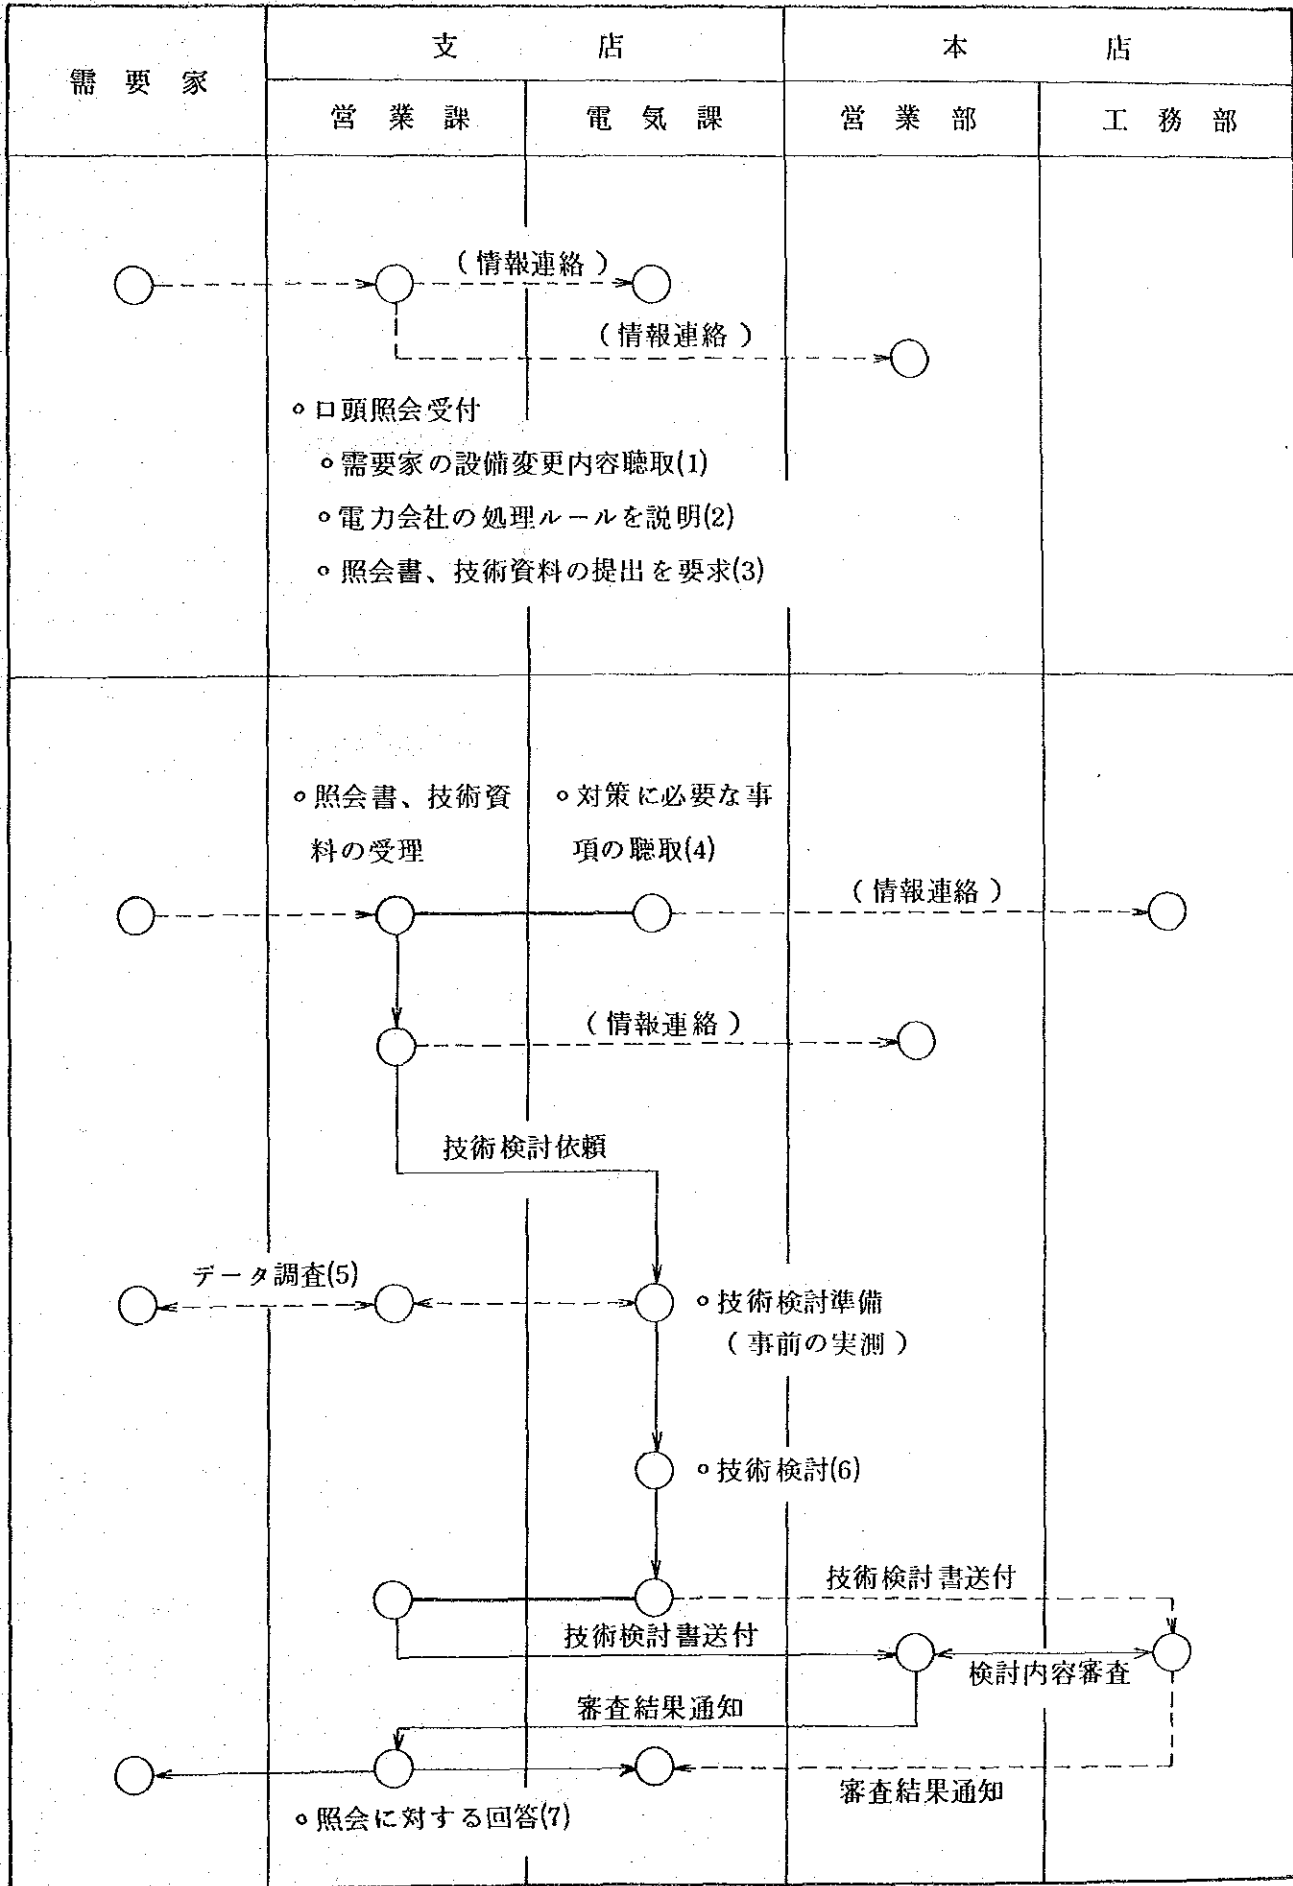 需要家
支店
本店
営業課
電気課
営業部
工務部
(情報連絡)
(情報連絡)
○口頭照会受付
○需要家の設備変更内容聴取(1)
○電力会社の処理ルールを説明(2)
○照会書、技術資料の提出を要求(3)
○照会書、技術資
料の受理
○対策に必要な事
項の聴取(4)
(情報連絡)
(情報連絡)
技術検討依頼
データ調査(5)
○技術検討準備
(事前の実測)
○技術検討(6)
技術検討書送付
技術検討書送付
検討内容審査
審査結果通知
審査結果通知
○照会に対する回答(7)